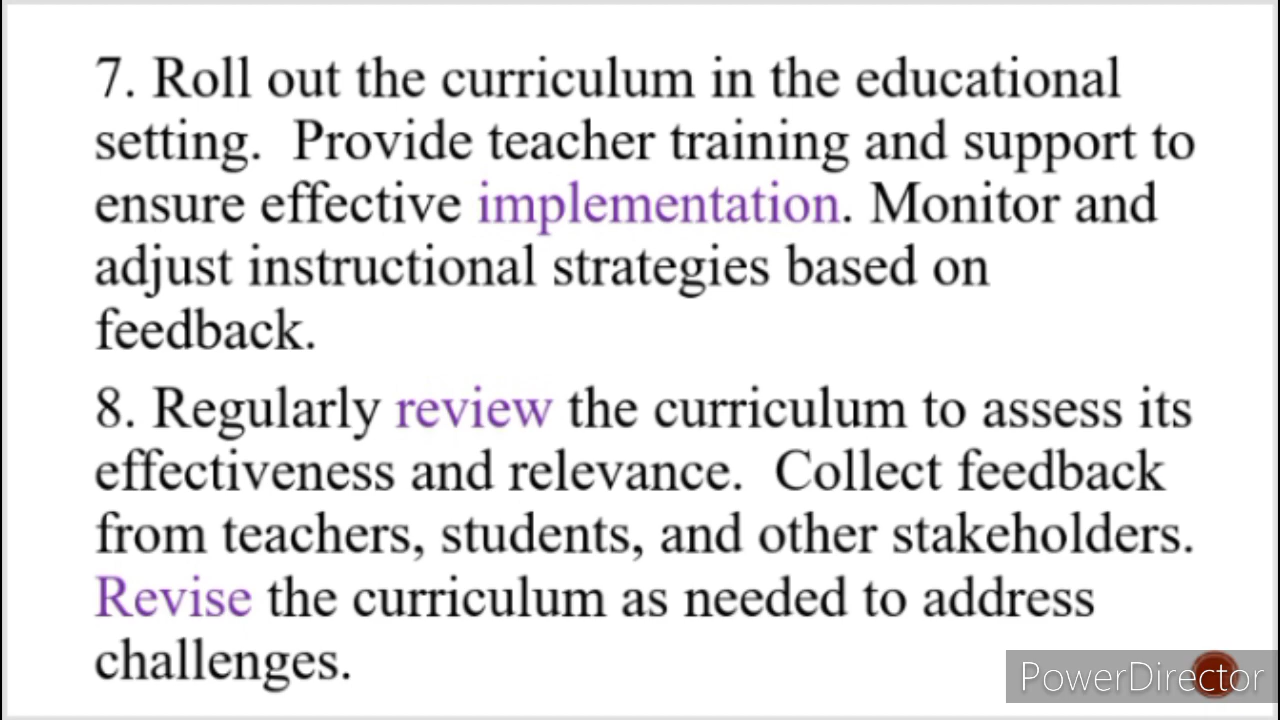 7. Roll out the curriculum in the educational
setting.  Provide teacher training and support to
ensure effective implementation. Monitor and
adjust instructional strategies based on
feedback.
8. Regularly review the curriculum to assess its
effectiveness and relevance.  Collect feedback
from teachers, students, and other stakeholders.
Revise the curriculum as needed to address
challenges.
PowerDirector